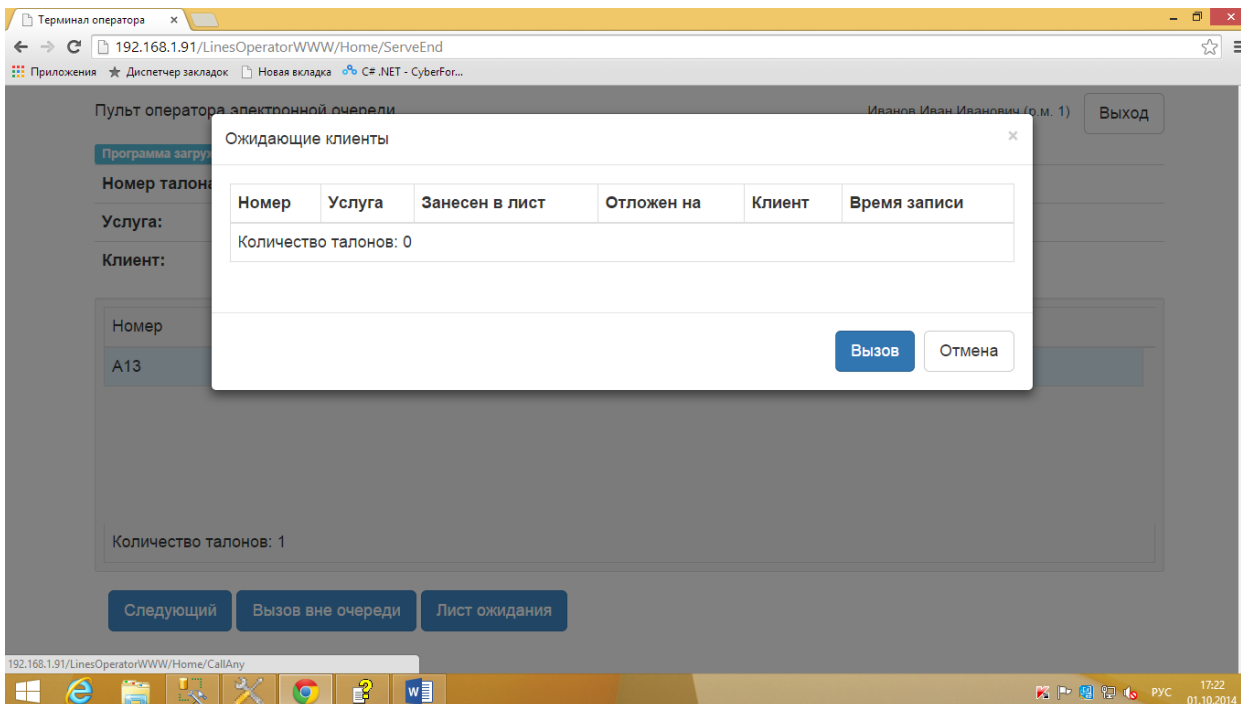 Терминал оператора
192.168.1.91/LinesOperatorWWW/Home/ServeEnd
Приложения Диспетчер закладок Новая вкладка C# .NET - CyberFor...
Пульт оператора электронной очереди Иванов Иван Иванович (р.м. 1) Выход
Ожидающие клиенты ×
Программа загруж
Номер талона
Номер Услуга Занесен в лист Отложен на Клиент Время записи
Услуга:
Количество талонов: 0
Клиент:
Номер
Вызов Отмена
А13
Количество талонов: 1
Следующий Вызов вне очереди Лист ожидания
192.168.1.91/LinesOperatorWWW/Home/CallAny
РУС 17:22
01.10.2014